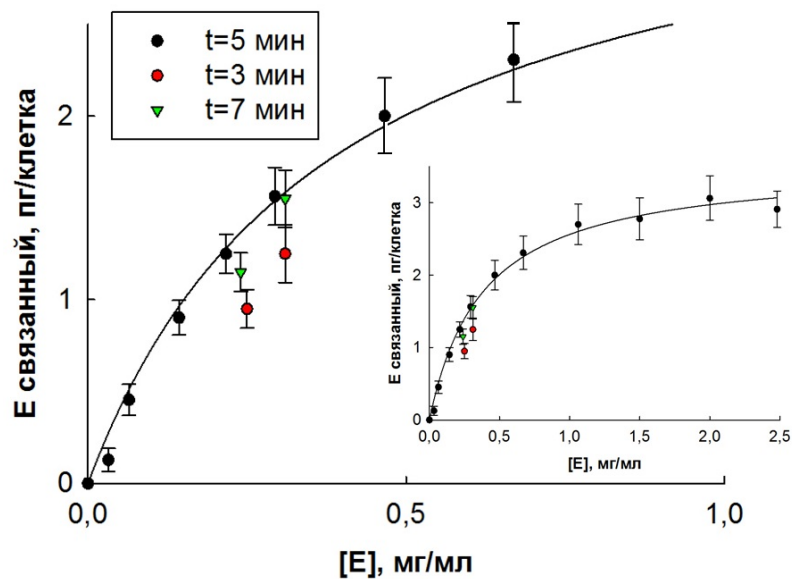 t=5 мин
t=3 мин
t=7 мин
E связанный, пг/клетка
2
1
0
0,0
0,5
1,0
[E], мг/мл
E связанный, пг/клетка
3
2
1
0
0,0
0,5
1,0
1,5
2,0
2,5
[E], мг/мл